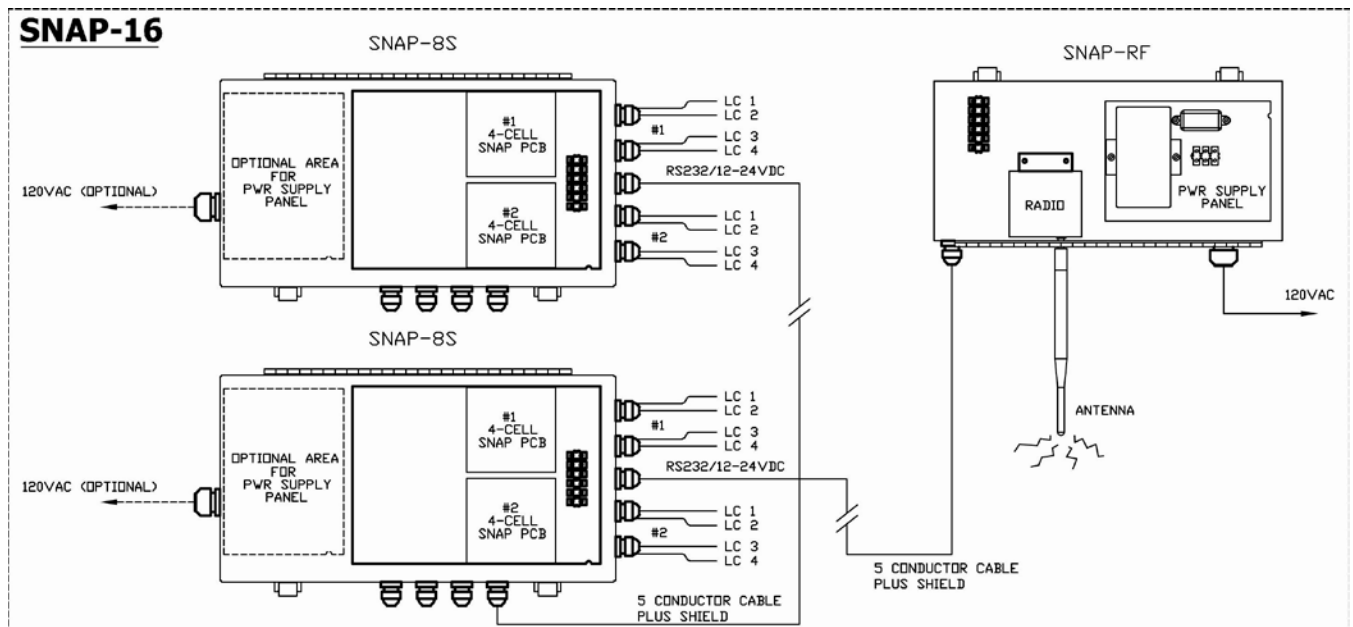 SNAP-16
SNAP-8S
OPTIONAL AREA
FOR
PWR SUPPLY
PANEL
#1
4-CELL
SNAP PCB
#2
4-CELL
SNAP PCB
120VAC (OPTIONAL)
LC 1
LC 2
#1
LC 3
LC 4
RS232/12-24VDC
LC 1
LC 2
#2
LC 3
LC 4
SNAP-RF
RADIO
PWR SUPPLY
PANEL
120VAC
ANTENNA
SNAP-8S
OPTIONAL AREA
FOR
PWR SUPPLY
PANEL
#1
4-CELL
SNAP PCB
#2
4-CELL
SNAP PCB
120VAC (OPTIONAL)
LC 1
LC 2
#1
LC 3
LC 4
RS232/12-24VDC
LC 1
LC 2
#2
LC 3
LC 4
5 CONDUCTOR CABLE
PLUS SHIELD
5 CONDUCTOR CABLE
PLUS SHIELD